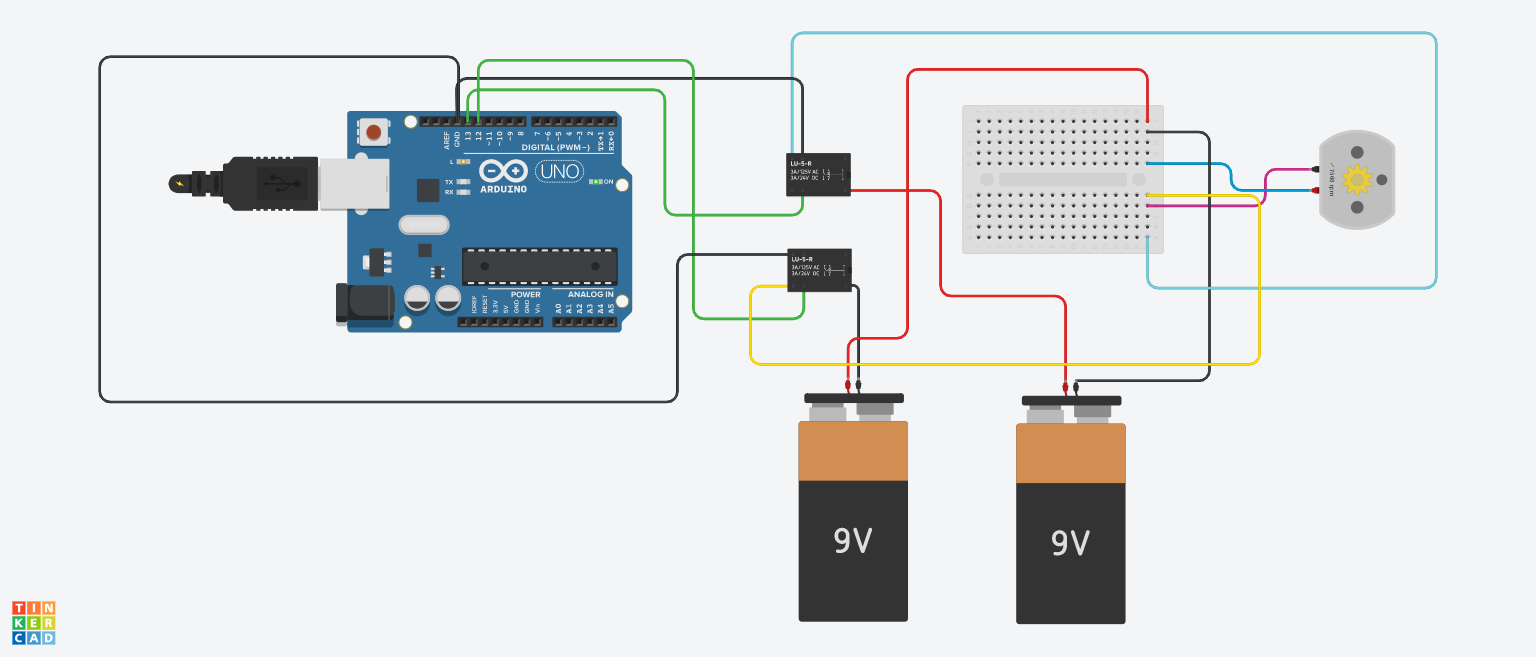 AREF
GND
13
12
~11
~10
~9
8
7
~6
~5
4
~3
2
TX→1
RX←0
DIGITAL (PWM~)
L
TX
RX
ARDUINO
UNO
ON
POWER
ANALOG IN
IOREF
RESET
3.3V
5V
GND
GND
Vin
A0
A1
A2
A3
A4
A5
LU-5-R
3A/125V AC
3A/24V DC
LU-5-R
3A/125V AC
3A/24V DC
rpm
9V
9V
TIN
KER
CAD